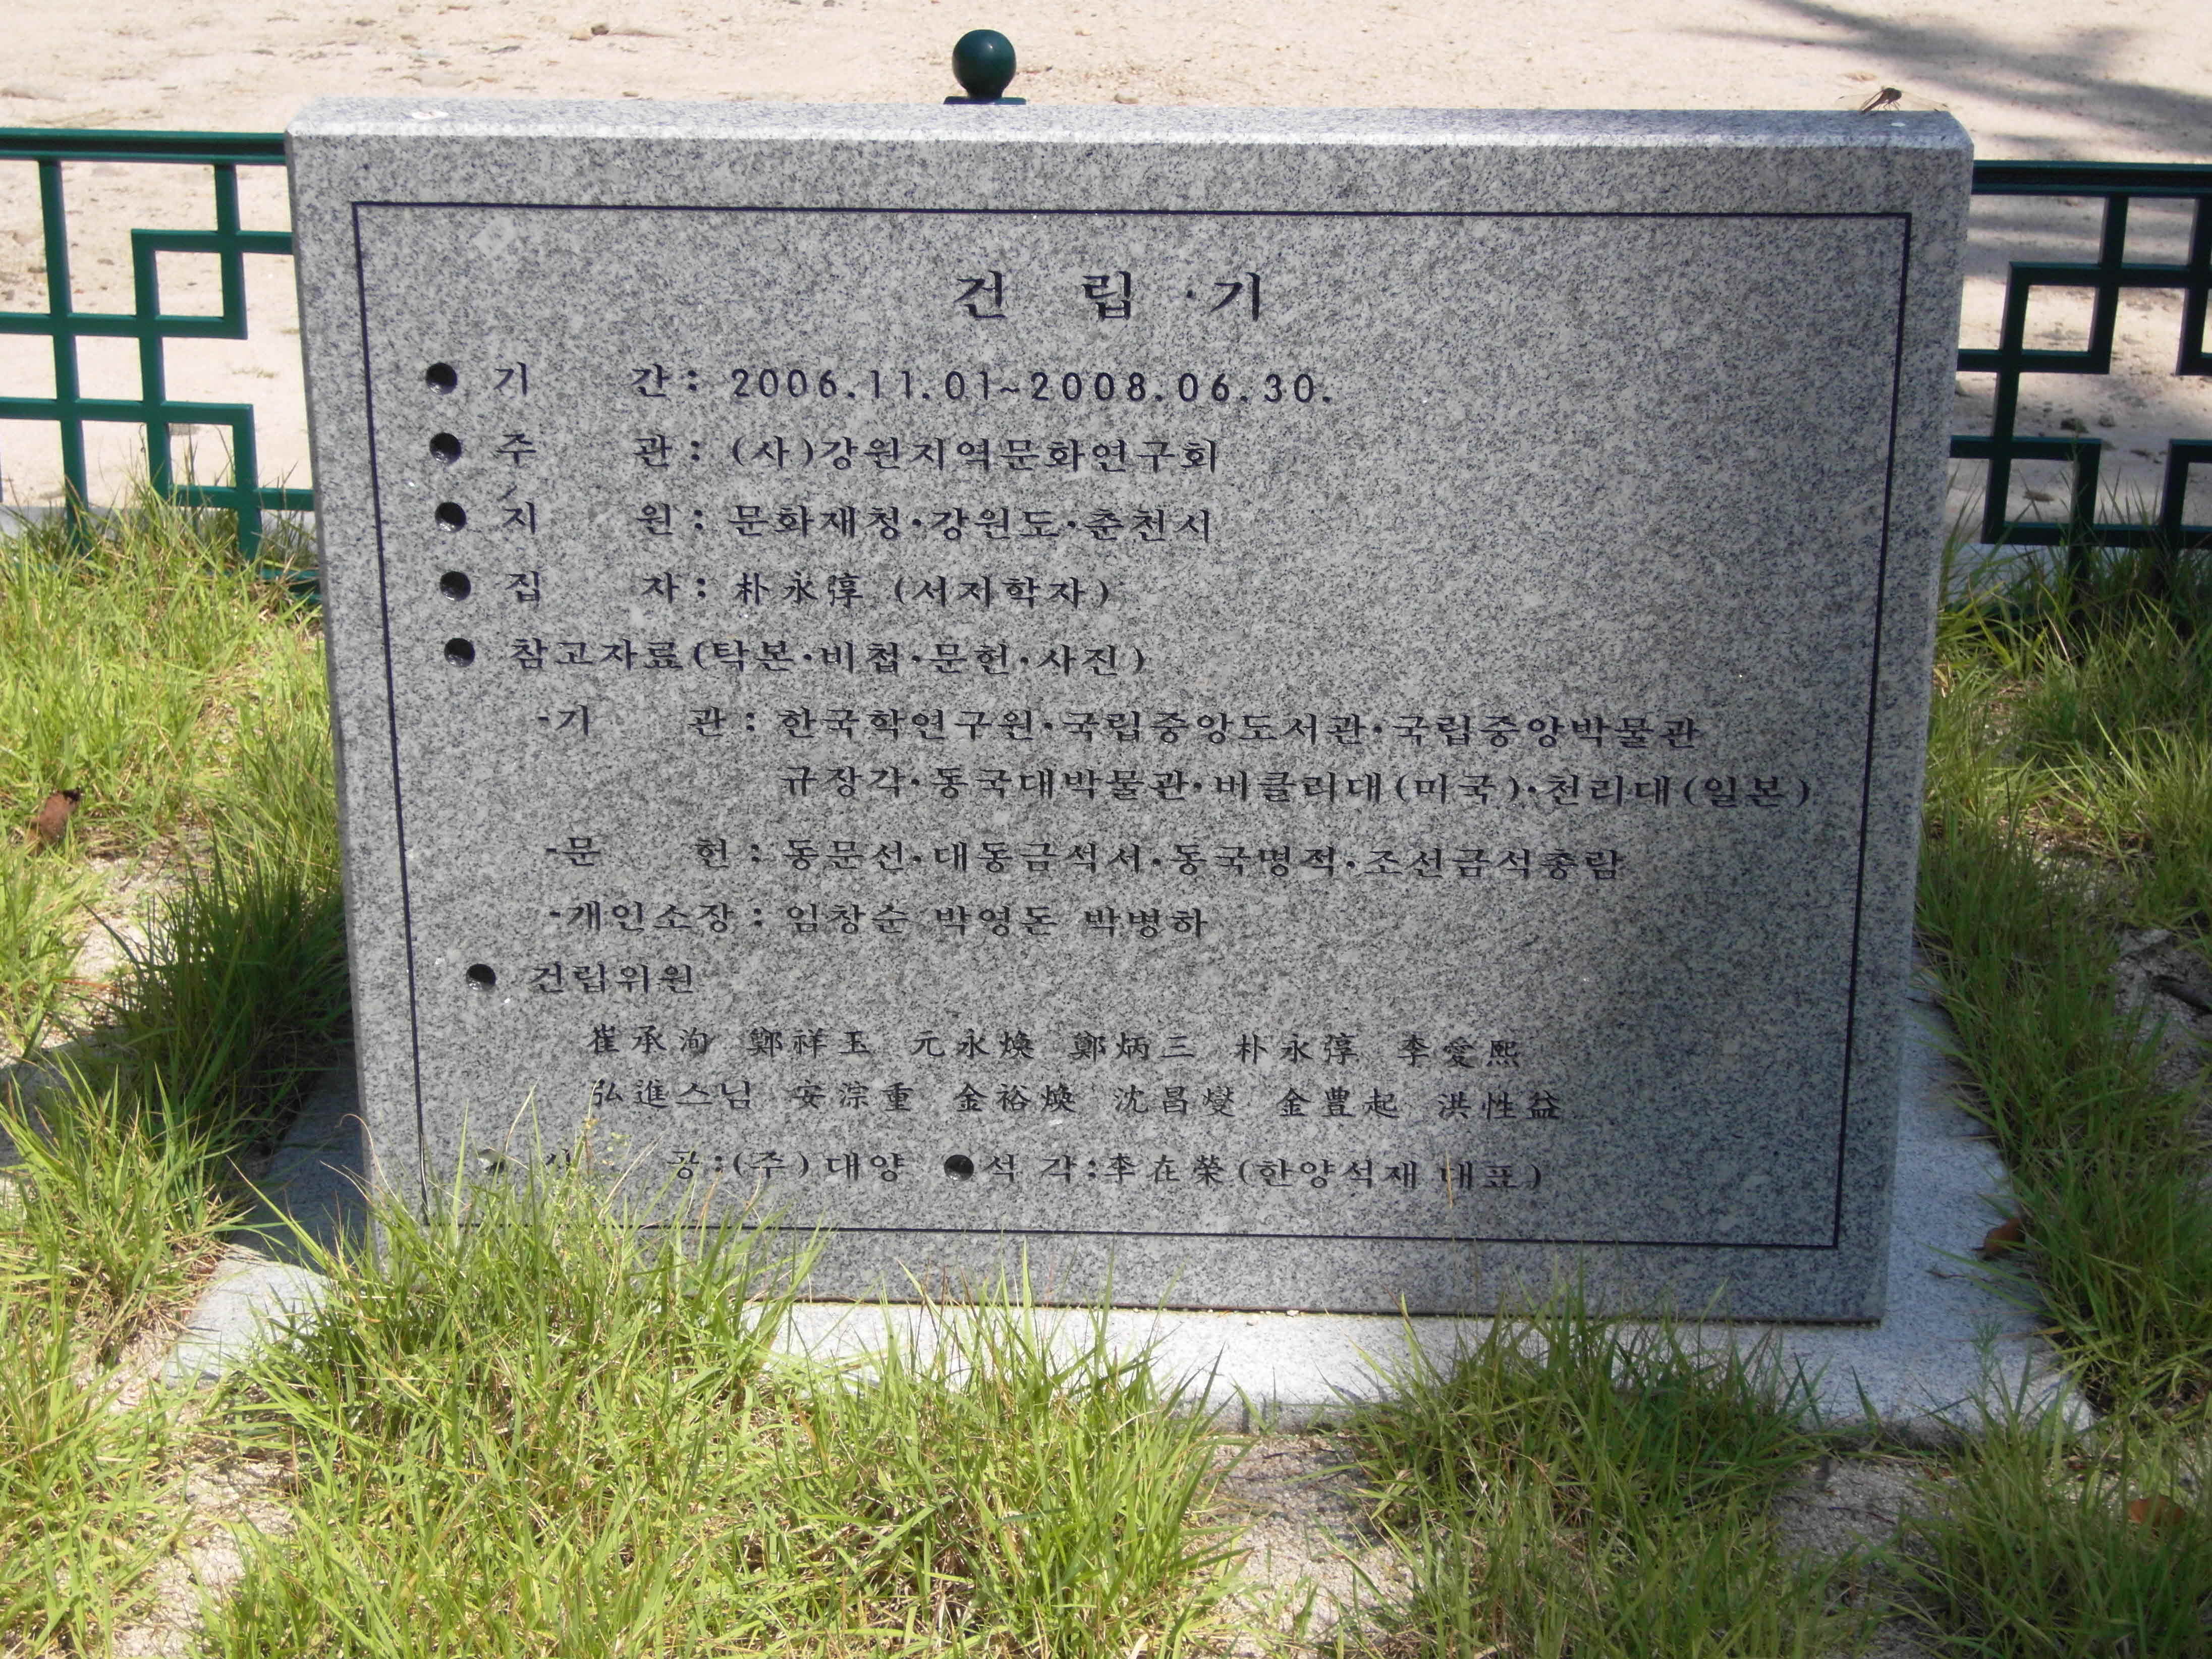 건 립 기
● 기 간 : 2006.11.01~2008.06.30.
● 주 관 : (사)강원지역문화연구회
● 지 원 : 문화재청·강원도·춘천시
● 집 자 : 朴永弴 (서지학자)
● 참고자료(탁본·비첩·문헌·사진)
-기 관 : 한국학연구원·국립중앙도서관·국립중앙박물관
규장각·동국대박물관·버클리대(미국)·천리대(일본)
-문 헌 : 동문선·대동금석서·동국명적·조선금석총람
-개인소장 : 임창순 박영돈 박병하
● 건립위원
崔承洵 鄭祥玉 元永煥 鄭炳三 朴永弴 李愛熙
弘進스님 安淙重 金裕煥 沈昌燮 金豊起 洪性益
:(주) 대양 ●석 각:李在榮(한양석재 대표)